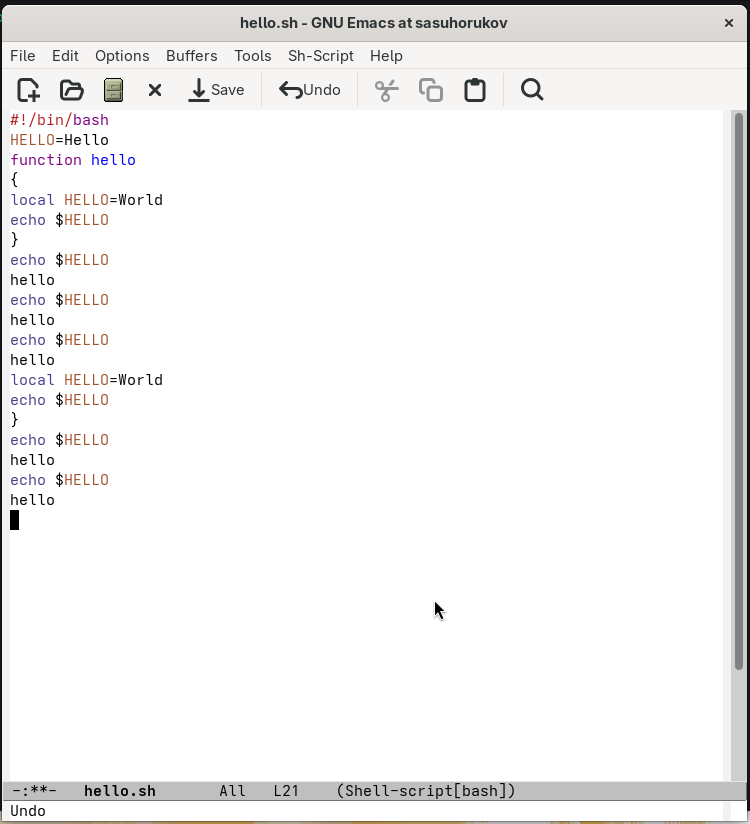 hello.sh - GNU Emacs at sasuhorukov
File Edit Options Buffers Tools Sh-Script Help
Save Undo
#!/bin/bash
HELLO=Hello
function hello
{
local HELLO=World
echo $HELLO
}
echo $HELLO
hello
echo $HELLO
hello
echo $HELLO
hello
local HELLO=World
echo $HELLO
}
echo $HELLO
hello
echo $HELLO
hello
-:**- hello.sh All L21 (Shell-script[bash])
Undo